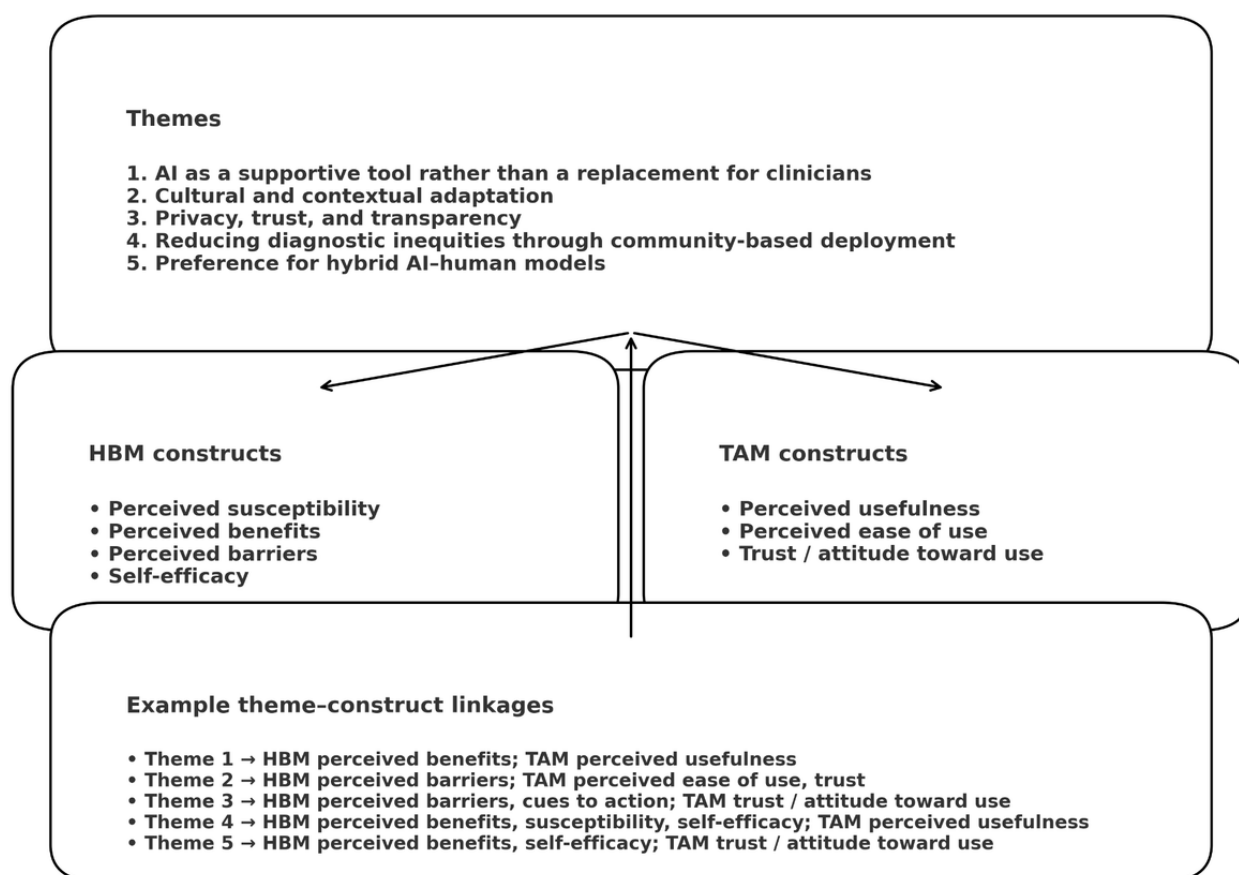 Themes
1. AI as a supportive tool rather than a replacement for clinicians
2. Cultural and contextual adaptation
3. Privacy, trust, and transparency
4. Reducing diagnostic inequities through community-based deployment
5. Preference for hybrid AI–human models
HBM constructs
• Perceived susceptibility
• Perceived benefits
• Perceived barriers
• Self-efficacy
TAM constructs
• Perceived usefulness
• Perceived ease of use
• Trust / attitude toward use
Example theme–construct linkages
• Theme 1 → HBM perceived benefits; TAM perceived usefulness
• Theme 2 → HBM perceived barriers; TAM perceived ease of use, trust
• Theme 3 → HBM perceived barriers, cues to action; TAM trust / attitude toward use
• Theme 4 → HBM perceived benefits, susceptibility, self-efficacy; TAM perceived usefulness
• Theme 5 → HBM perceived benefits, self-efficacy; TAM trust / attitude toward use